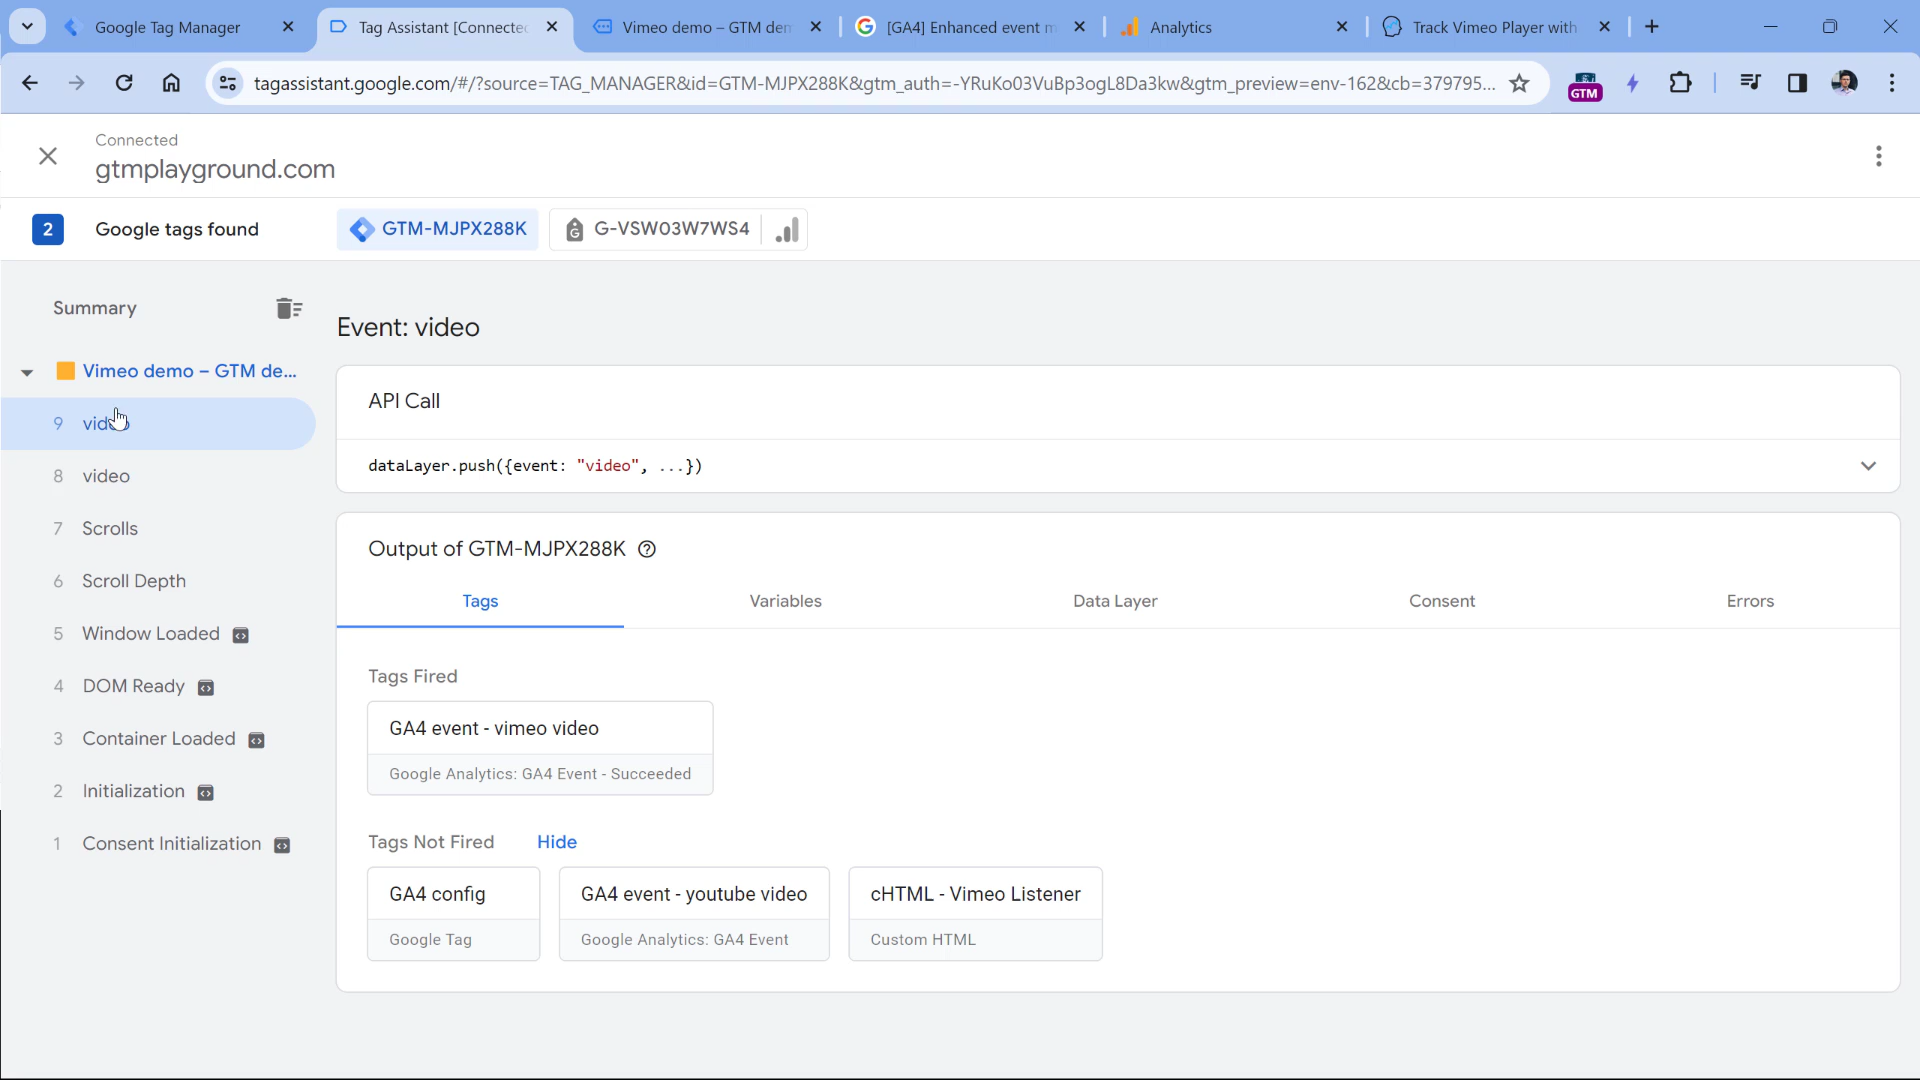 Google Tag Manager
Tag Assistant [Connected
Vimeo demo – GTM dem
[GA4] Enhanced event m
Analytics
Track Vimeo Player with
tagassistant.google.com/#/?source=TAG_MANAGER&id=GTM-MJPX288K&gtm_auth=-YRuKo03VuBp3ogL8Da3kw&gtm_preview=env-162&cb=379795...
GTM
Connected
gtmplayground.com
2 Google tags found
GTM-MJPX288K
G-VSW03W7WS4
Summary
Vimeo demo – GTM de...
9 video
8 video
7 Scrolls
6 Scroll Depth
5 Window Loaded
4 DOM Ready
3 Container Loaded
2 Initialization
1 Consent Initialization
Event: video
API Call
dataLayer.push({event: "video", ...})
Output of GTM-MJPX288K
Tags Variables Data Layer Consent Errors
Tags Fired
GA4 event - vimeo video
Google Analytics: GA4 Event - Succeeded
Tags Not Fired Hide
GA4 config
Google Tag
GA4 event - youtube video
Google Analytics: GA4 Event
cHTML - Vimeo Listener
Custom HTML